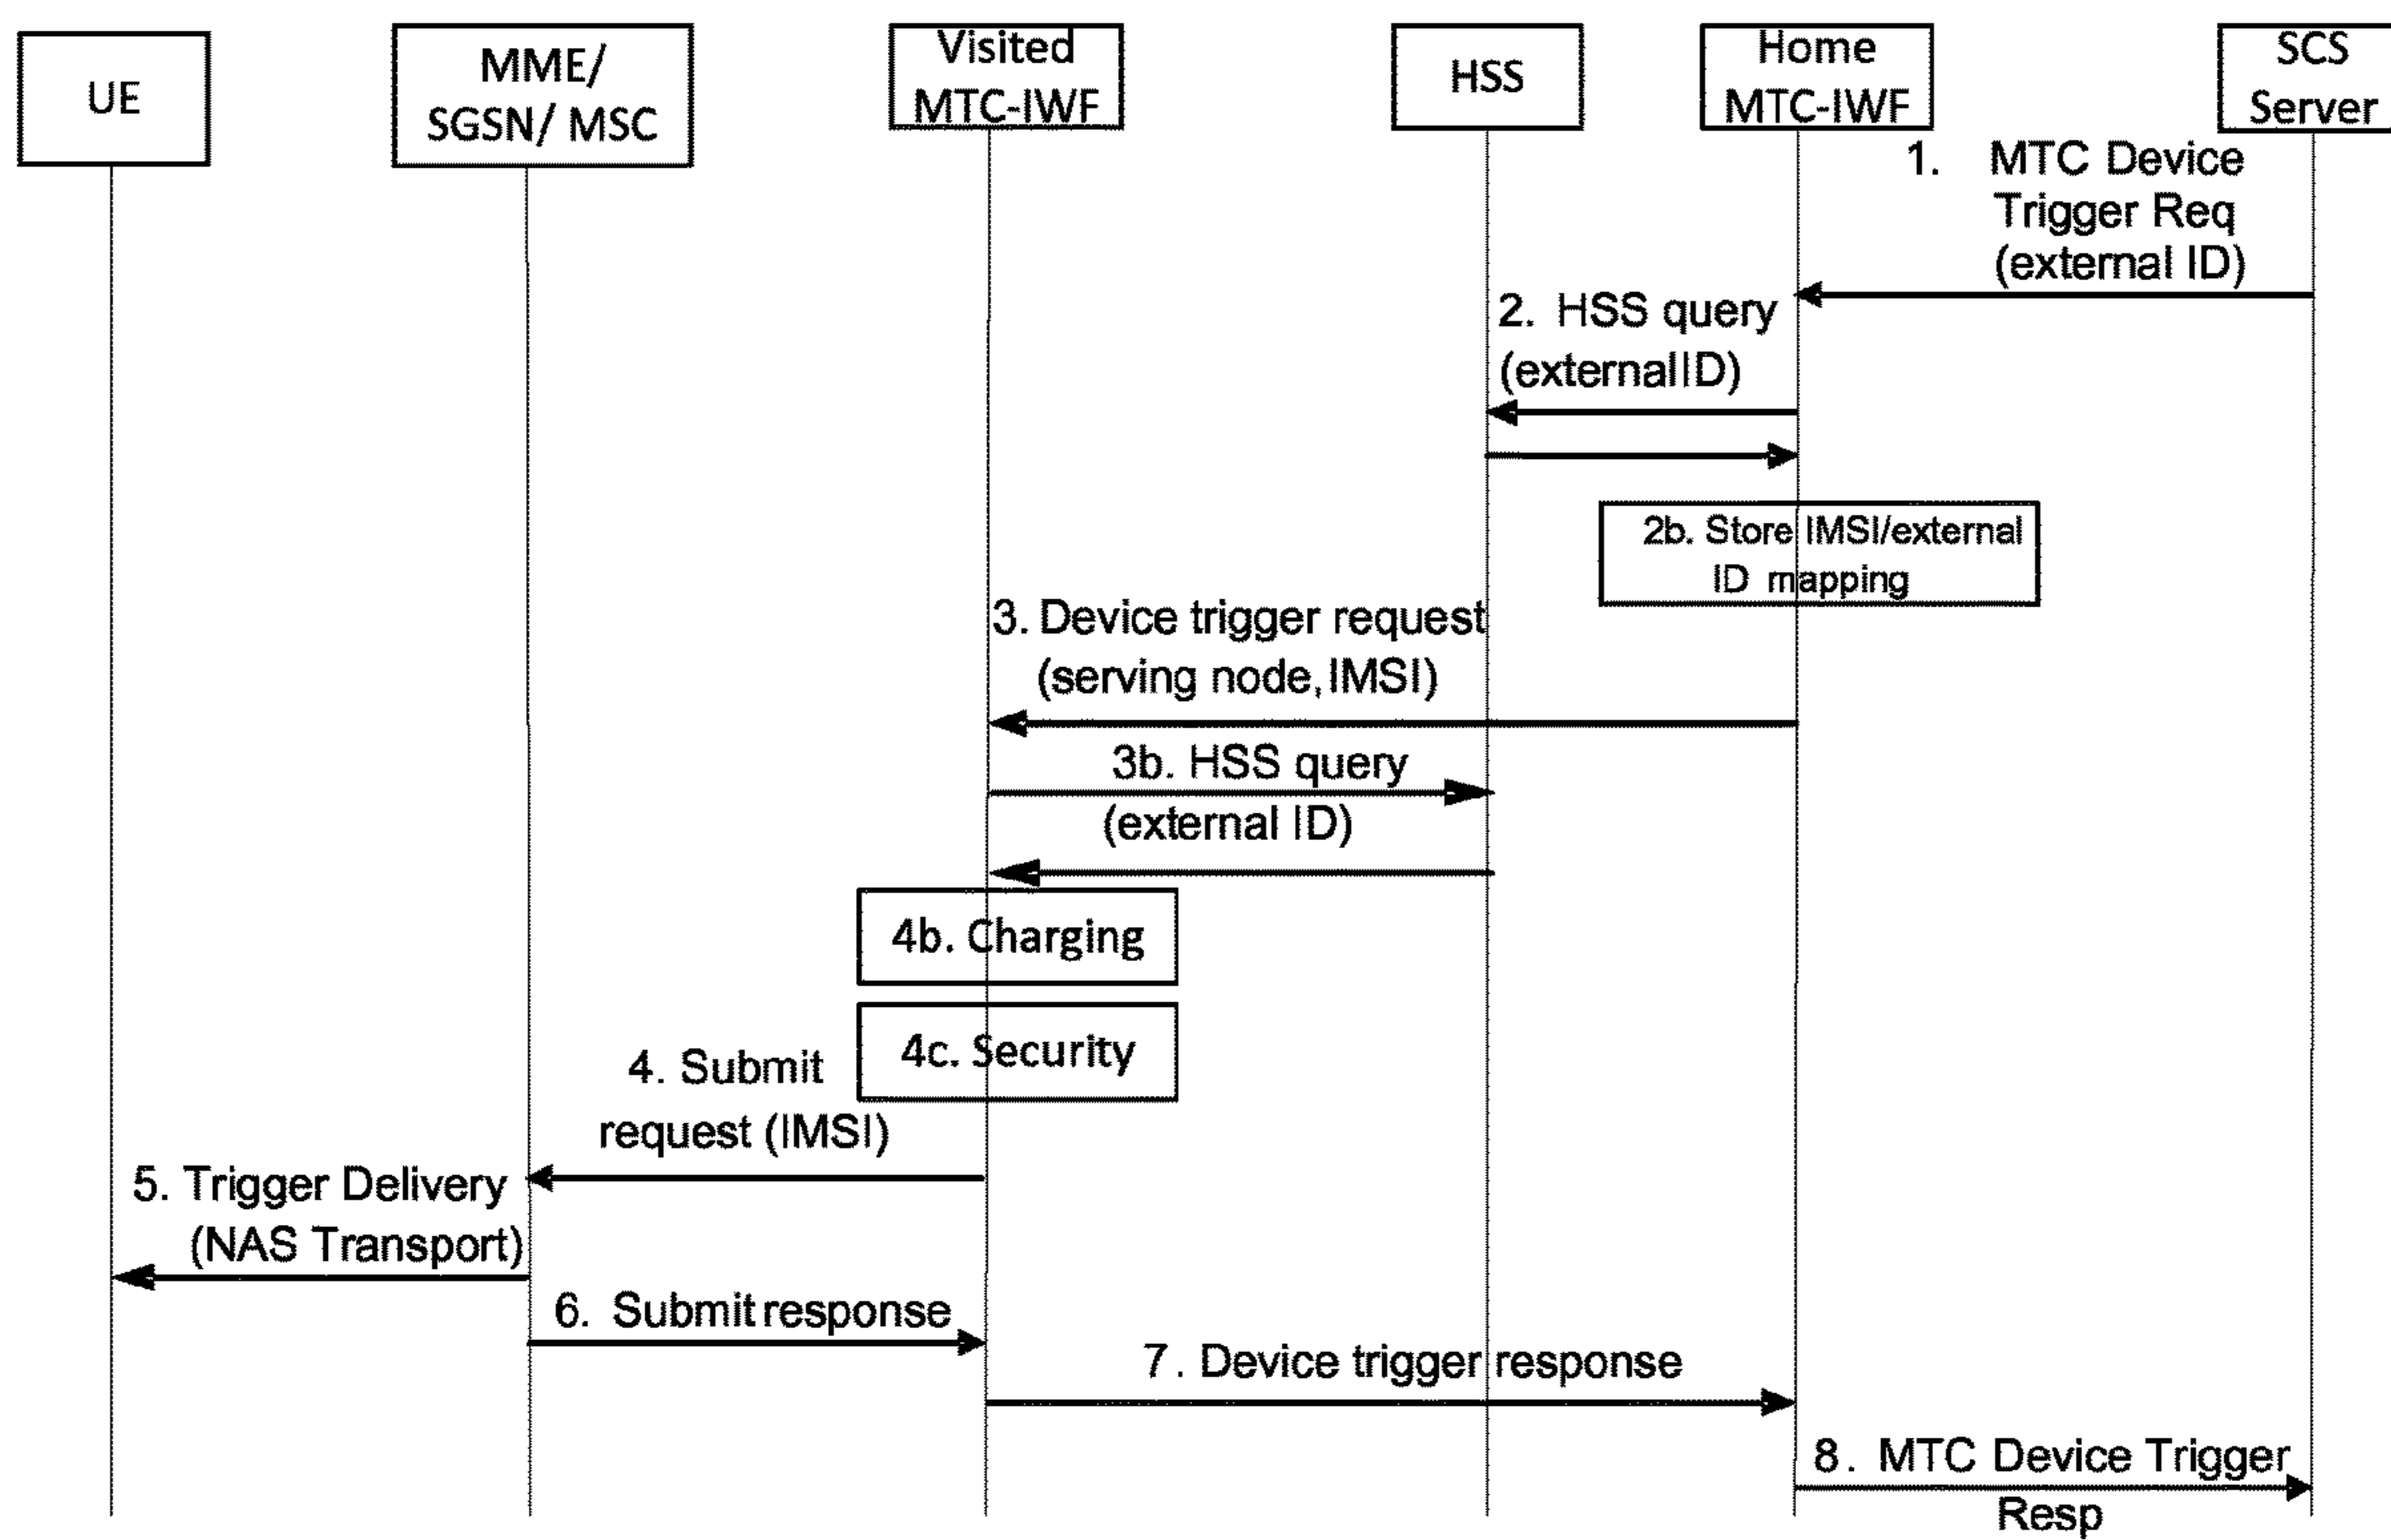 UE
MME/
SGSN/ MSC
Visited
MTC-IWF
HSS
Home
MTC-IWF
SCS
Server
1. MTC Device
Trigger Req
(external ID)
2. HSS query
(externalID)
2b. Store IMSI/external
ID mapping
3. Device trigger request
(serving node, IMSI)
3b. HSS query
(external ID)
4b. Charging
4c. Security
4. Submit
request (IMSI)
5. Trigger Delivery
(NAS Transport)
6. Submit response
7. Device trigger response
8. MTC Device Trigger
Resp